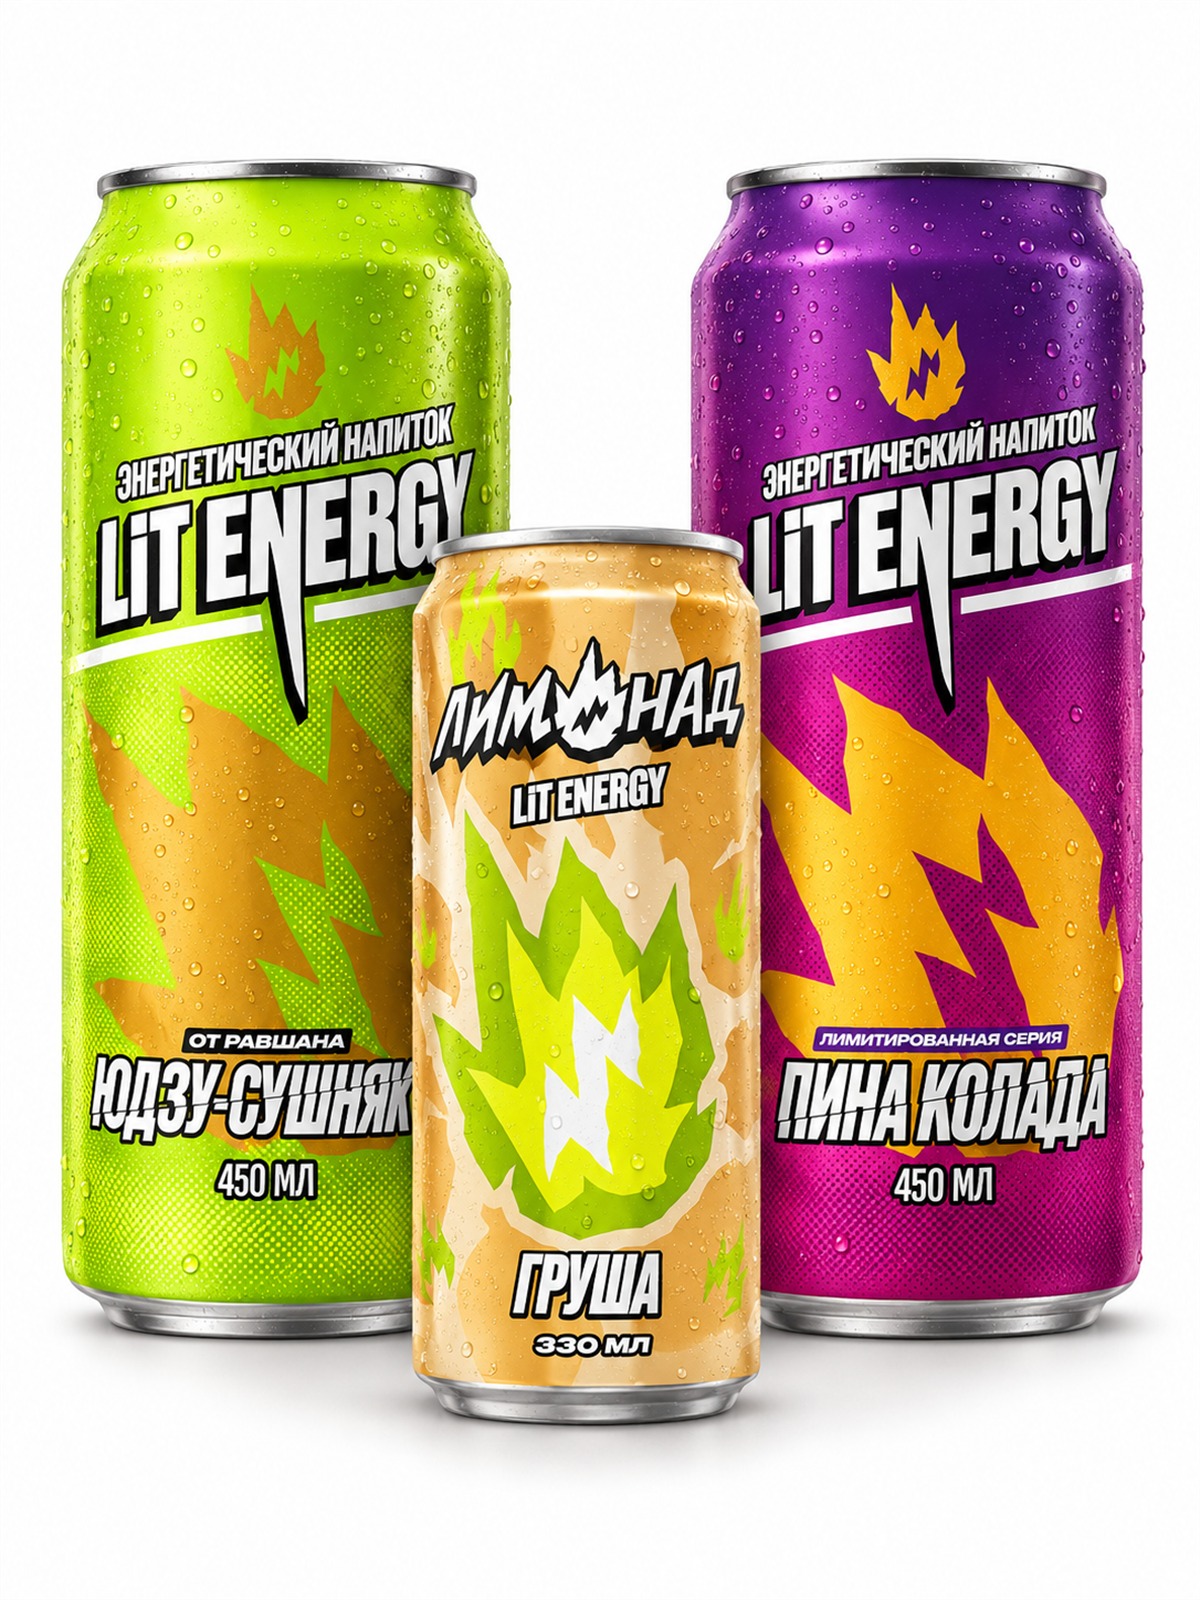 ЭНЕРГЕТИЧЕСКИЙ НАПИТОК
LiT ENERGY
ОТ РАВШАНА
ЮДЗУ-СУШНЯК
450 МЛ
ЛИМОНАД
LiT ENERGY
ГРУША
330 МЛ
ЭНЕРГЕТИЧЕСКИЙ НАПИТОК
LiT ENERGY
ЛИМИТИРОВАННАЯ СЕРИЯ
ПИНА КОЛАДА
450 МЛ